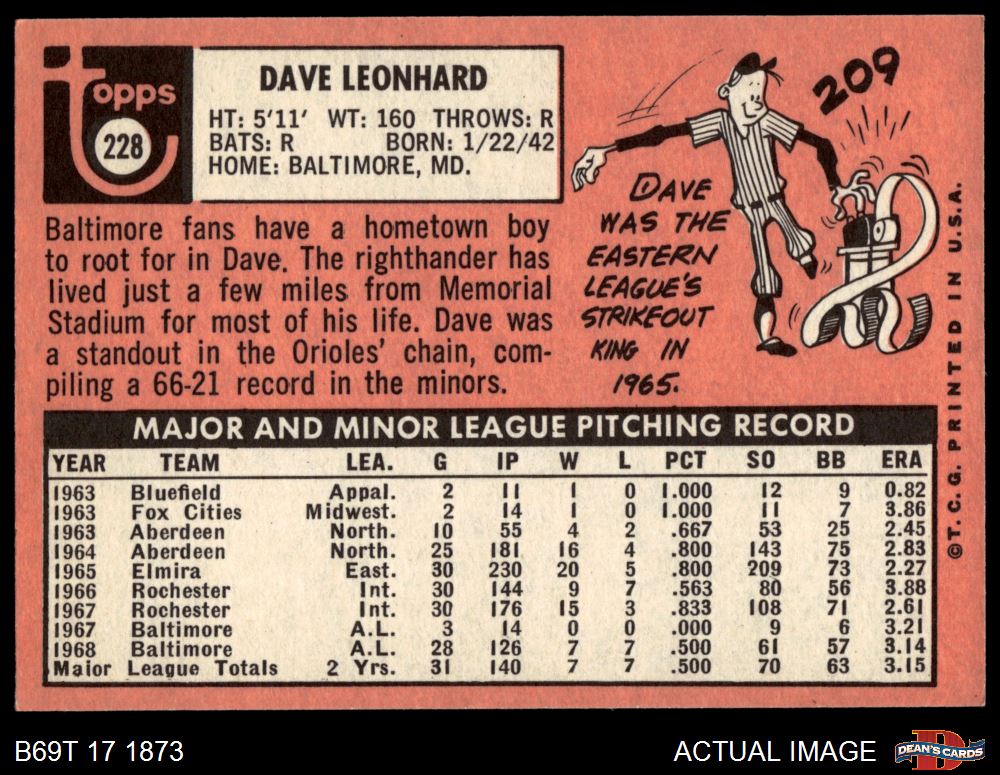 Topps
228
DAVE LEONHARD
HT: 5'11' WT: 160 THROWS: R
BATS: R BORN: 1/22/42
HOME: BALTIMORE, MD.
Baltimore fans have a hometown boy
to root for in Dave. The righthander has
lived just a few miles from Memorial
Stadium for most of his life. Dave was
a standout in the Orioles' chain, com-
piling a 66-21 record in the minors.
209
DAVE
WAS THE
EASTERN
LEAGUE'S
STRIKEOUT
KING IN
1965.
MAJOR AND MINOR LEAGUE PITCHING RECORD
YEAR TEAM LEA. G IP W L PCT SO BB ERA
1963 Bluefield Appal. 2 11 1 0 1.000 12 9 0.82
1963 Fox Cities Midwest. 2 14 1 0 1.000 11 7 3.86
1963 Aberdeen North. 10 55 4 2 .667 53 25 2.45
1964 Aberdeen North. 25 181 16 4 .800 143 75 2.83
1965 Elmira East. 30 230 20 5 .800 209 73 2.27
1966 Rochester Int. 30 144 9 7 .563 80 56 3.88
1967 Rochester Int. 30 176 15 3 .833 108 71 2.61
1967 Baltimore A.L. 3 14 0 0 .000 9 6 3.21
1968 Baltimore A.L. 28 126 7 7 .500 61 57 3.14
Major League Totals 2 Yrs. 31 140 7 7 .500 70 63 3.15
©T.C.G. PRINTED IN U.S.A.
B69T 17 1873
ACTUAL IMAGE
DEAN'S CARDS